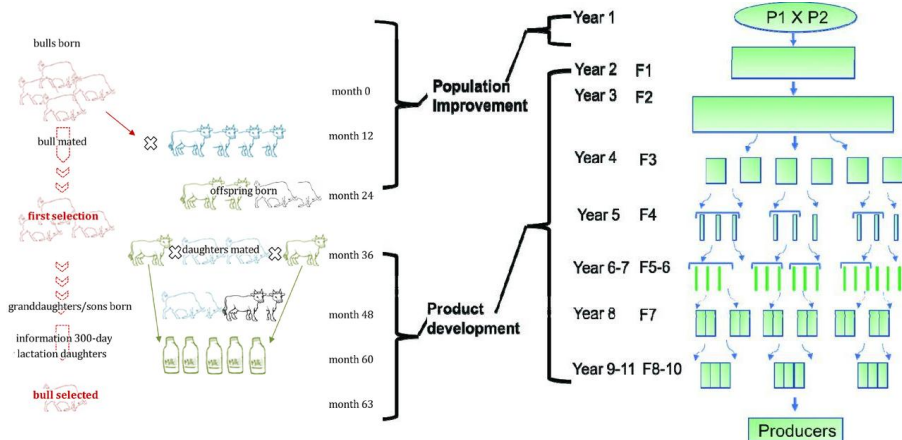 bulls born
bull mated
first selection
granddaughters/sons born
information 300-day
lactation daughters
bull selected
offspring born
daughters mated
month 0
month 12
month 24
month 36
month 48
month 60
month 63
Population
Improvement
Product
development
Year 1
Year 2 F1
Year 3 F2
Year 4 F3
Year 5 F4
Year 6-7 F5-6
Year 8 F7
Year 9-11 F8-10
P1 X P2
Producers